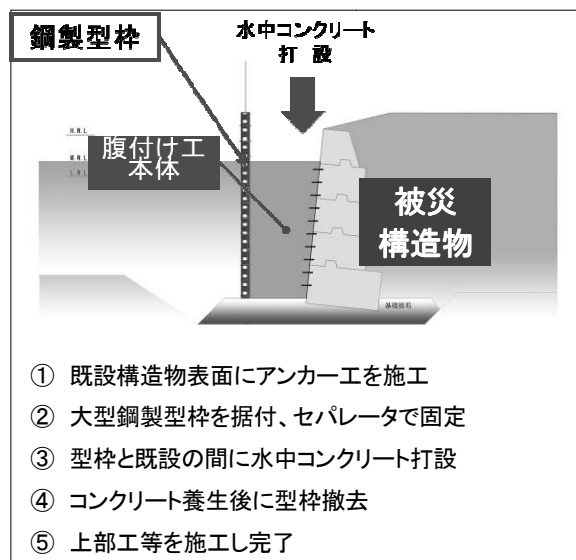 鋼製型枠
水中コンクリート
打 設
H.W.L
M.W.L
L.W.L
腹付け工
本体
被災
構造物
基礎捨石
① 既設構造物表面にアンカー工を施工
② 大型鋼製型枠を据付、セパレータで固定
③ 型枠と既設の間に水中コンクリート打設
④ コンクリート養生後に型枠撤去
⑤ 上部工等を施工し完了